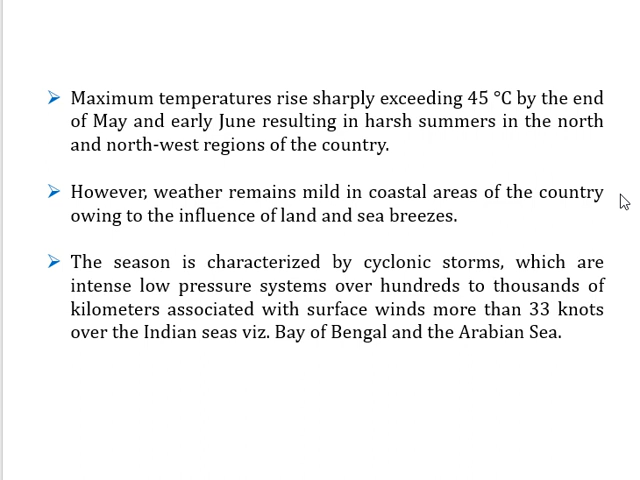 Maximum temperatures rise sharply exceeding 45 °C by the end
of May and early June resulting in harsh summers in the north
and north-west regions of the country.
However, weather remains mild in coastal areas of the country
owing to the influence of land and sea breezes.
The season is characterized by cyclonic storms, which are
intense low pressure systems over hundreds to thousands of
kilometers associated with surface winds more than 33 knots
over the Indian seas viz. Bay of Bengal and the Arabian Sea.